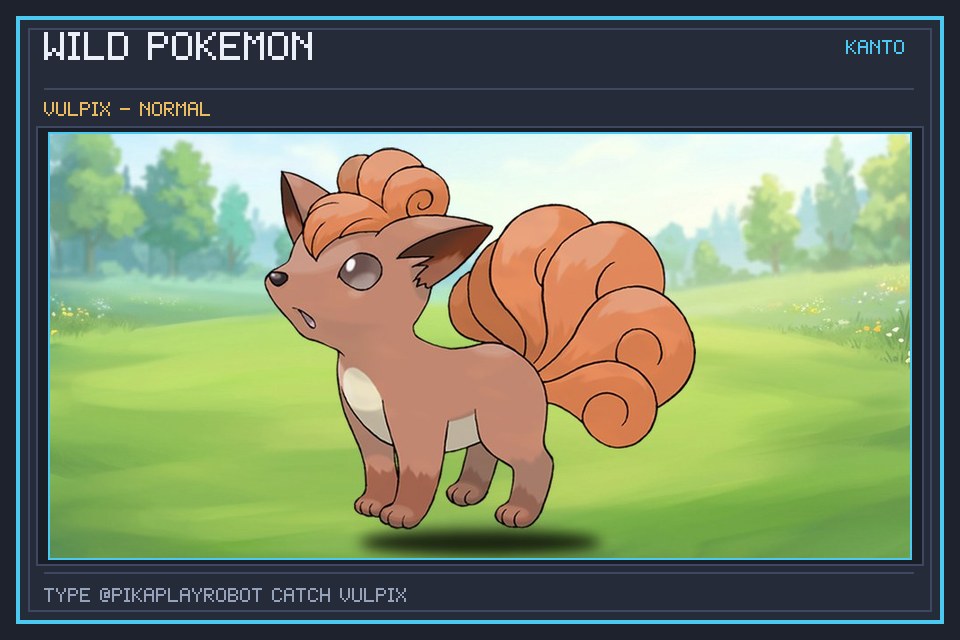 WILD POKEMON
KANTO
VULPIX - NORMAL
TYPE @PIKAPLAYROBOT CATCH VULPIX